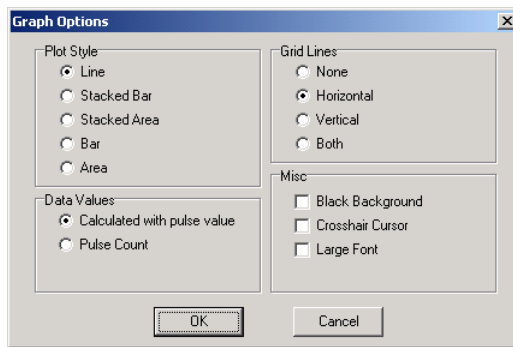 Graph Options
Plot Style
Line
Stacked Bar
Stacked Area
Bar
Area
Data Values
Calculated with pulse value
Pulse Count
Grid Lines
None
Horizontal
Vertical
Both
Misc
Black Background
Crosshair Cursor
Large Font
OK
Cancel